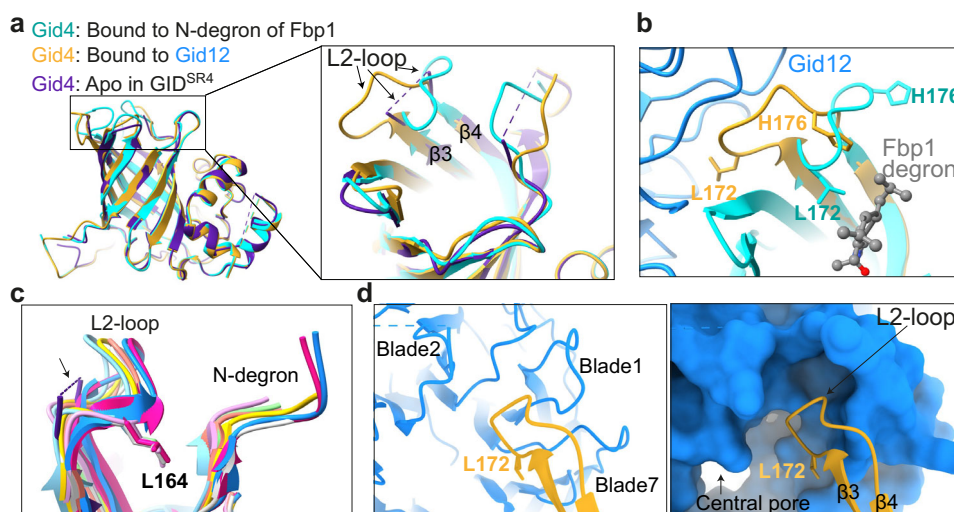 a
Gid4: Bound to N-degron of Fbp1
Gid4: Bound to Gid12
Gid4: Apo in GIDSR4
L2-loop
β4
β3
b
Gid12
H176
H176
Fbp1
degron
L172
L172
c
L2-loop
N-degron
L164
d
Blade2
Blade1
L172
Blade7
L2-loop
L172
Central pore
β3
β4